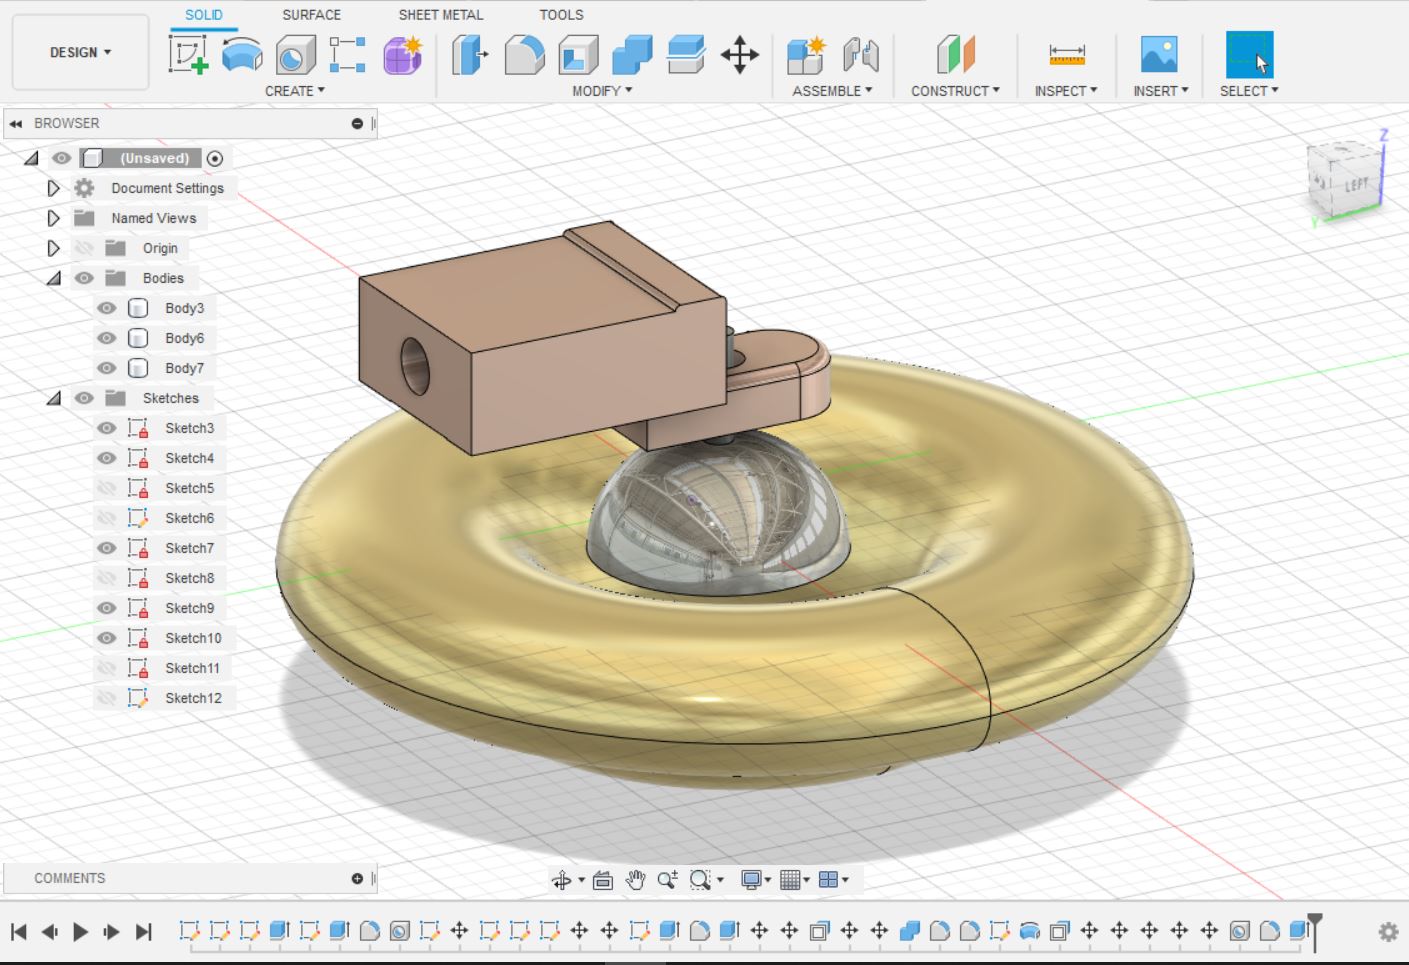 SOLID SURFACE SHEET METAL TOOLS
DESIGN
CREATE MODIFY ASSEMBLE CONSTRUCT INSPECT INSERT SELECT
BROWSER
(Unsaved)
Document Settings
Named Views
Origin
Bodies
Body3
Body6
Body7
Sketches
Sketch3
Sketch4
Sketch5
Sketch6
Sketch7
Sketch8
Sketch9
Sketch10
Sketch11
Sketch12
Z
LEFT
Y
COMMENTS